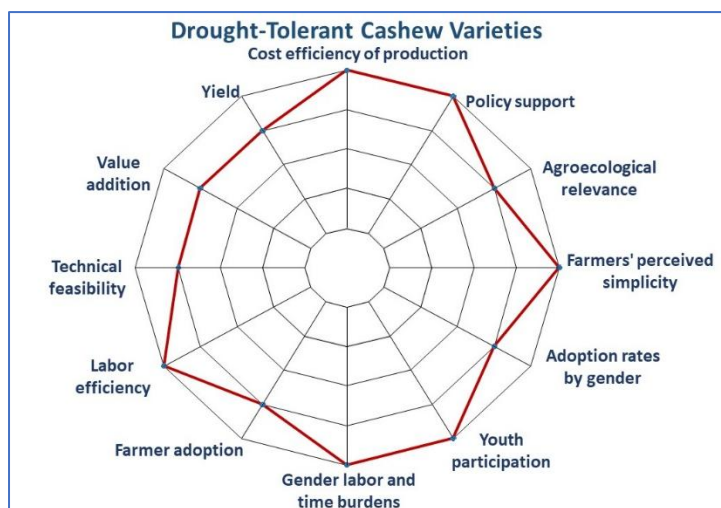 Drought-Tolerant Cashew Varieties
Cost efficiency of production
Policy support
Agroecological
relevance
Farmers' perceived
simplicity
Adoption rates
by gender
Youth
participation
Gender labor and
time burdens
Farmer adoption
Labor
efficiency
Technical
feasibility
Value
addition
Yield